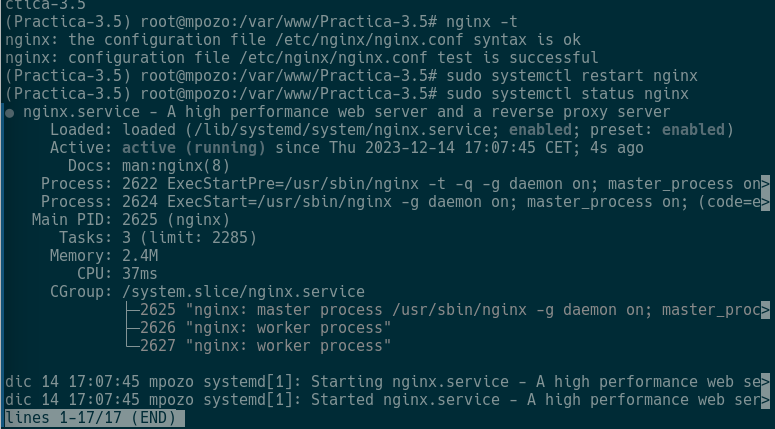 ctica-3.5
(Practica-3.5) root@mpozo:/var/www/Practica-3.5# nginx -t
nginx: the configuration file /etc/nginx/nginx.conf syntax is ok
nginx: configuration file /etc/nginx/nginx.conf test is successful
(Practica-3.5) root@mpozo:/var/www/Practica-3.5# sudo systemctl restart nginx
(Practica-3.5) root@mpozo:/var/www/Practica-3.5# sudo systemctl status nginx
● nginx.service - A high performance web server and a reverse proxy server
     Loaded: loaded (/lib/systemd/system/nginx.service; enabled; preset: enabled)
     Active: active (running) since Thu 2023-12-14 17:07:45 CET; 4s ago
       Docs: man:nginx(8)
    Process: 2622 ExecStartPre=/usr/sbin/nginx -t -q -g daemon on; master_process on>
    Process: 2624 ExecStart=/usr/sbin/nginx -g daemon on; master_process on; (code=e>
   Main PID: 2625 (nginx)
      Tasks: 3 (limit: 2285)
     Memory: 2.4M
        CPU: 37ms
     CGroup: /system.slice/nginx.service
             ├─2625 "nginx: master process /usr/sbin/nginx -g daemon on; master_proc>
             ├─2626 "nginx: worker process"
             └─2627 "nginx: worker process"
dic 14 17:07:45 mpozo systemd[1]: Starting nginx.service - A high performance web se>
dic 14 17:07:45 mpozo systemd[1]: Started nginx.service - A high performance web ser>
lines 1-17/17 (END)